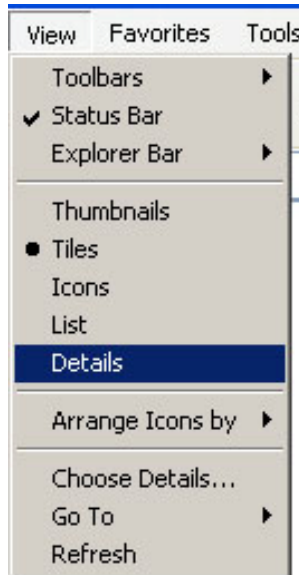 View Favorites Tools
Toolbars
Status Bar
Explorer Bar
Thumbnails
Tiles
Icons
List
Details
Arrange Icons by
Choose Details...
Go To
Refresh